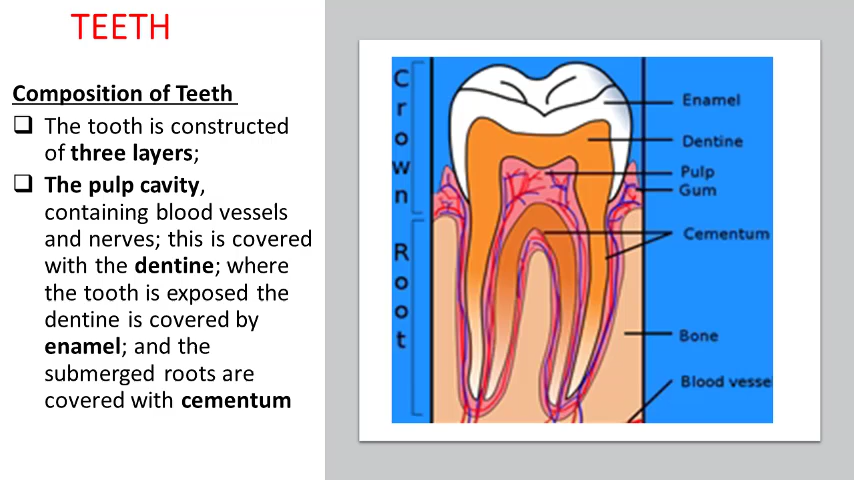 TEETH
Composition of Teeth
❑ The tooth is constructed
of three layers;
❑ The pulp cavity,
containing blood vessels
and nerves; this is covered
with the dentine; where
the tooth is exposed the
dentine is covered by
enamel; and the
submerged roots are
covered with cementum
Crown
Root
Enamel
Dentine
Pulp
Gum
Cementum
Bone
Blood vesse